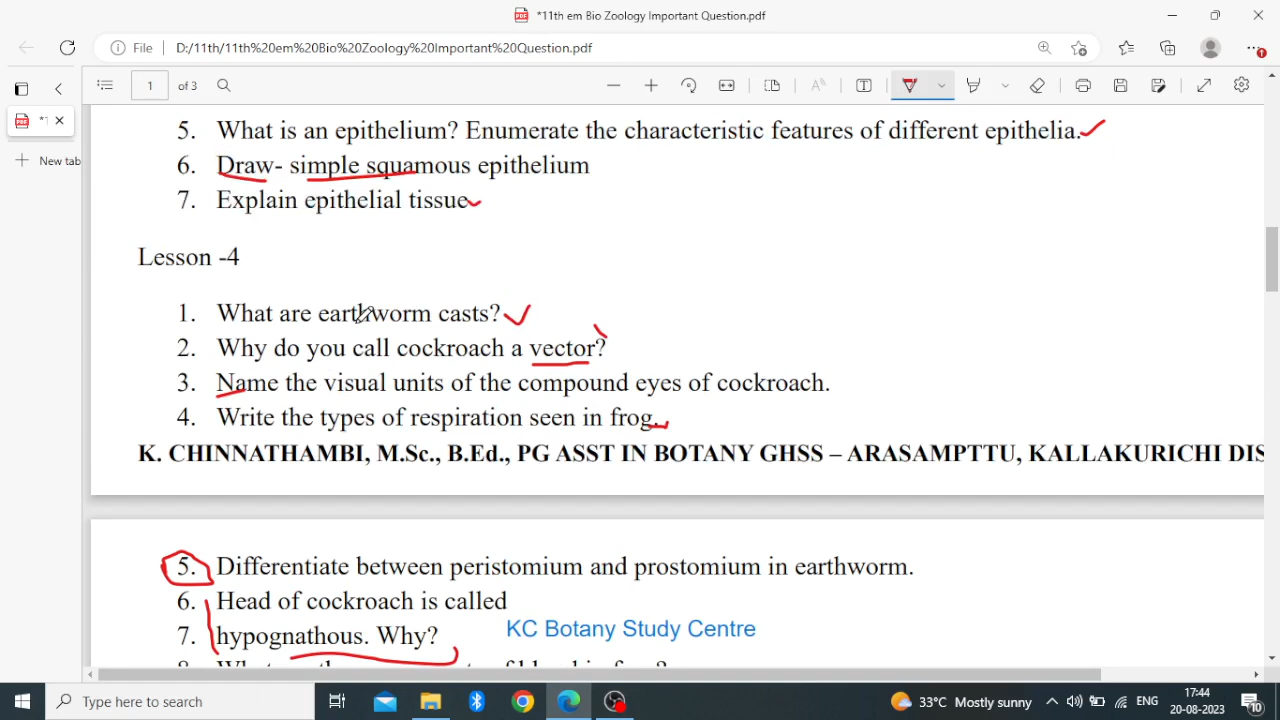 *11th em Bio Zoology Important Question.pdf
File D:/11th/11th%20em%20Bio%20Zoology%20Important%20Question.pdf
1 of 3
New tab
5. What is an epithelium? Enumerate the characteristic features of different epithelia.
6. Draw- simple squamous epithelium
7. Explain epithelial tissue
Lesson -4
1. What are earthworm casts?
2. Why do you call cockroach a vector?
3. Name the visual units of the compound eyes of cockroach.
4. Write the types of respiration seen in frog.
K. CHINNATHAMBI, M.Sc., B.Ed., PG ASST IN BOTANY GHSS – ARASAMPTTU, KALLAKURICHI DIS
5. Differentiate between peristomium and prostomium in earthworm.
6. Head of cockroach is called
7. hypognathous. Why?
KC Botany Study Centre
Type here to search
33°C Mostly sunny
ENG
17:44
20-08-2023
10